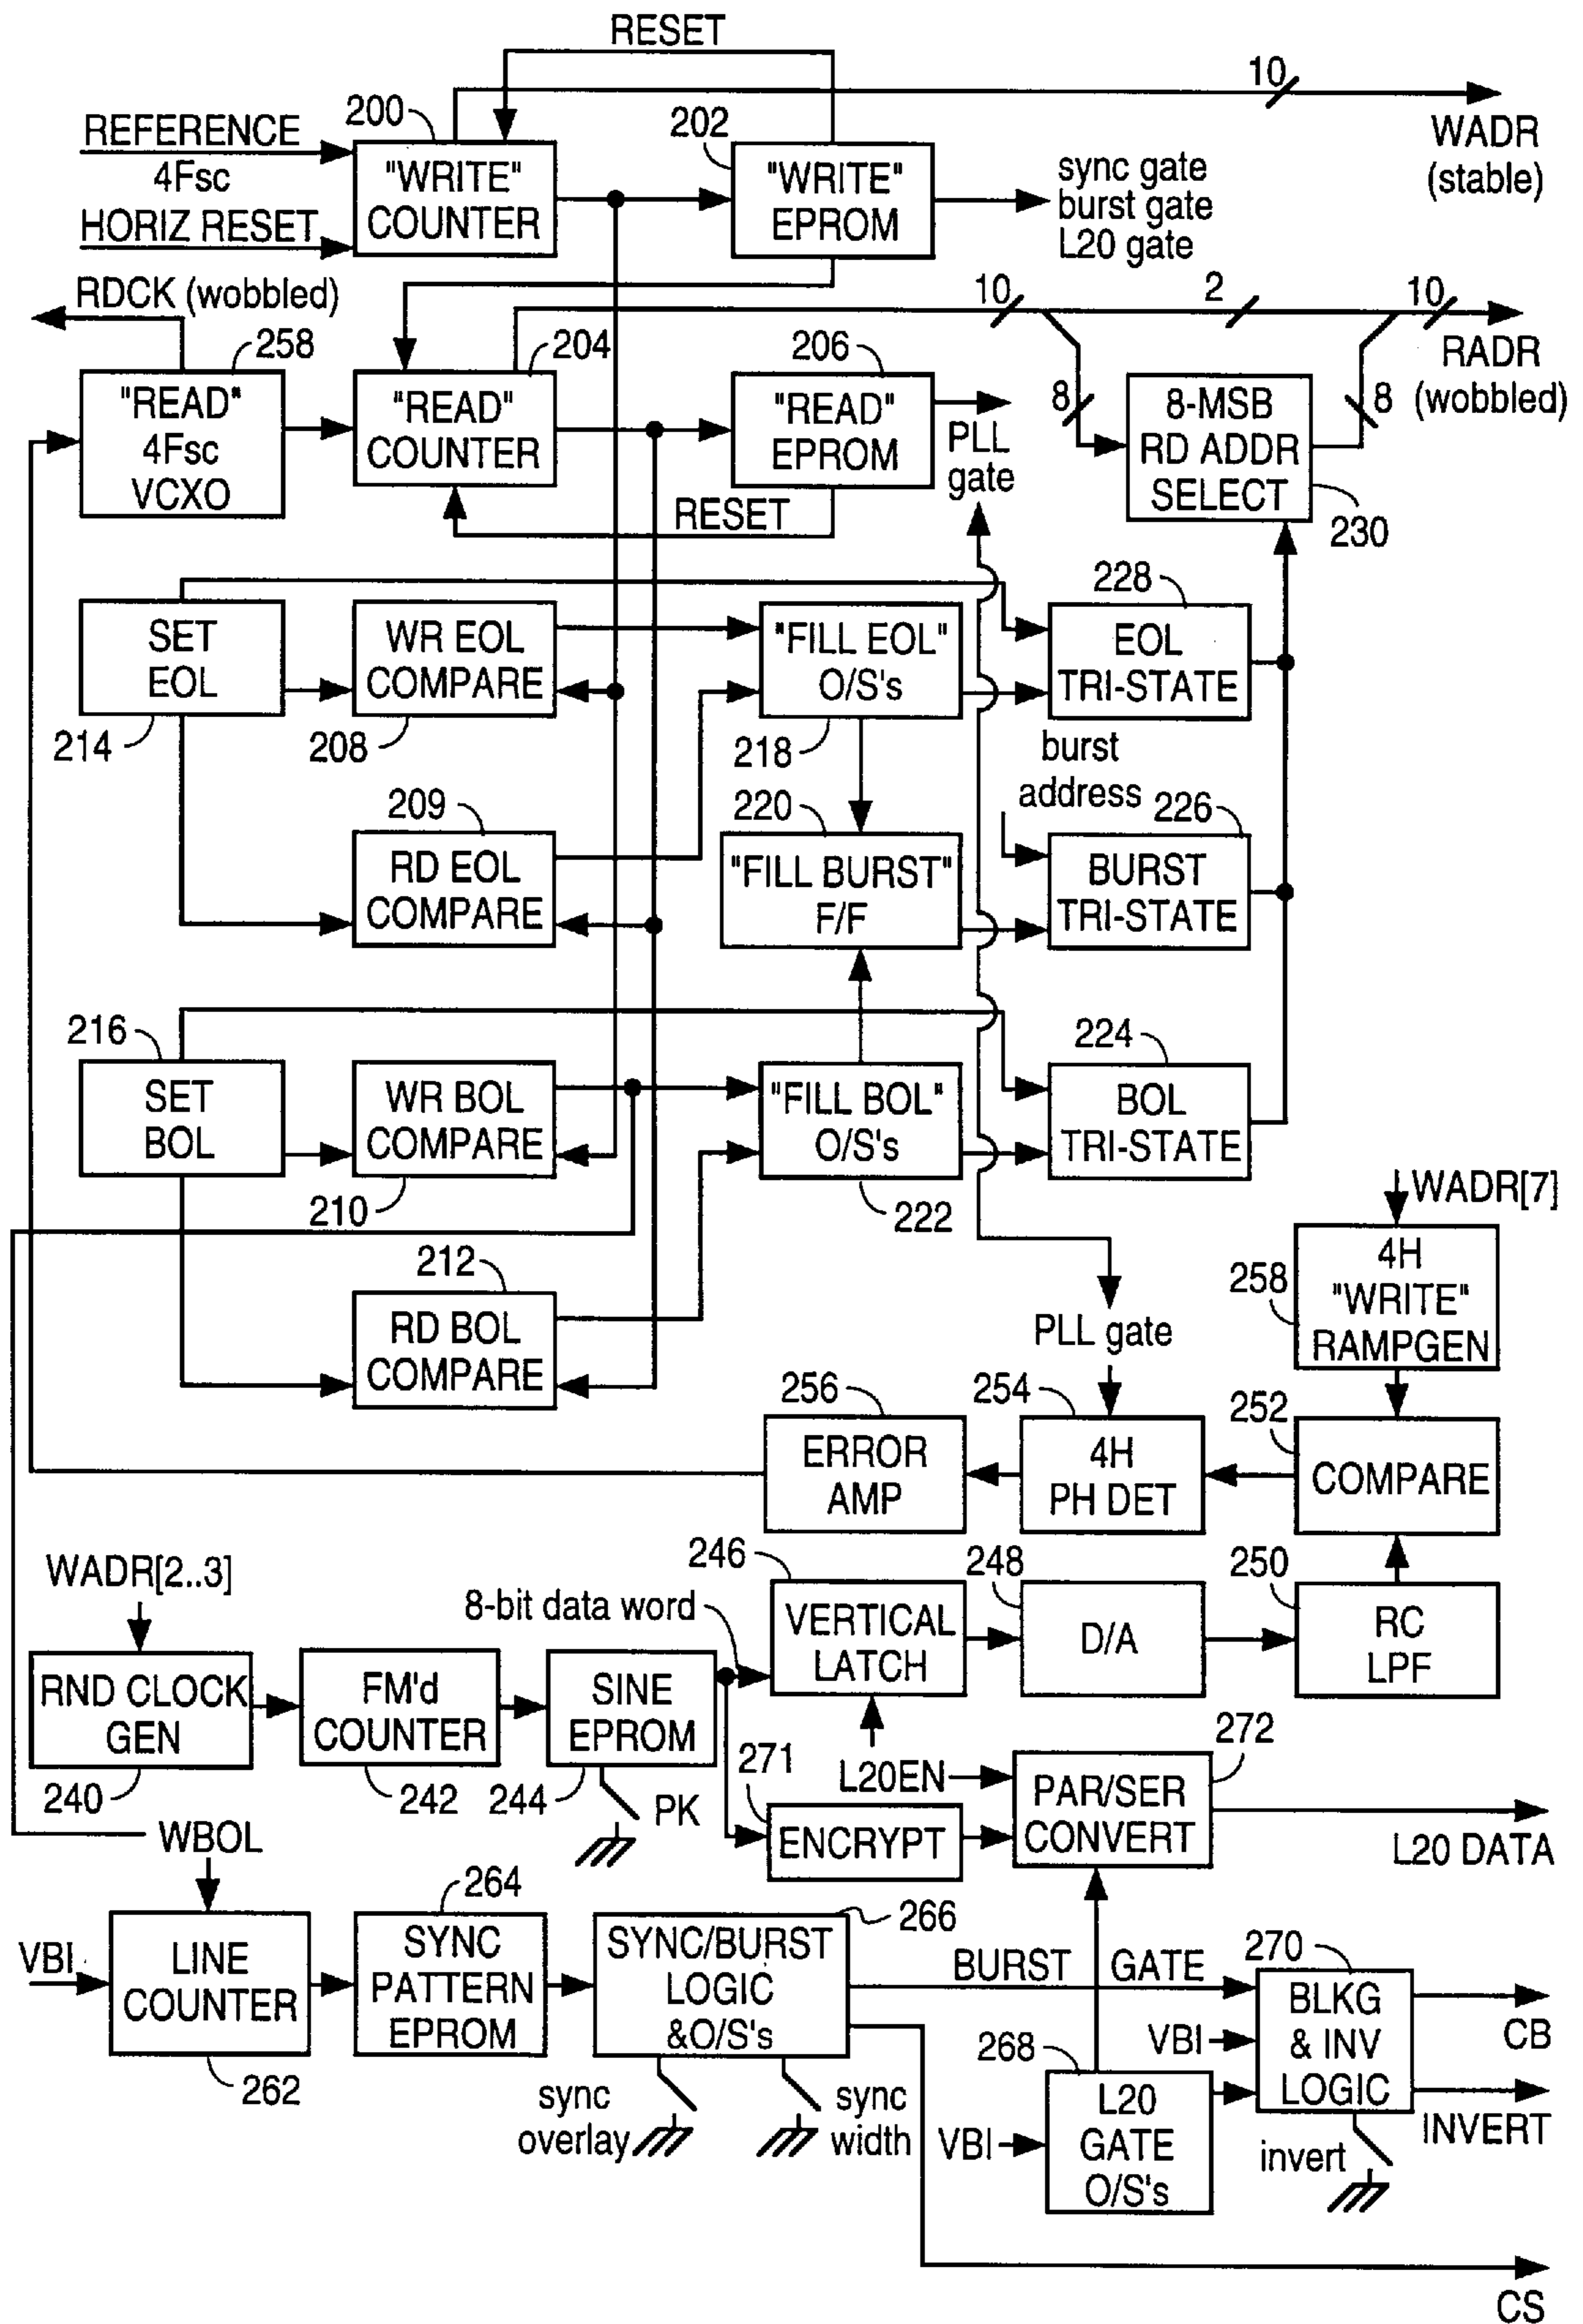 RESET
10
200
202
REFERENCE
4Fsc
HORIZ RESET
"WRITE"
COUNTER
"WRITE"
EPROM
sync gate
burst gate
L20 gate
WADR
(stable)
RDCK (wobbled)
10
2
10
258
204
206
RADR
(wobbled)
"READ"
4Fsc
VCXO
"READ"
COUNTER
"READ"
EPROM
PLL
gate
8
8-MSB
RD ADDR
SELECT
8
RESET
230
228
SET
EOL
WR EOL
COMPARE
"FILL EOL"
O/S's
EOL
TRI-STATE
214
208
218
burst
address
209
220
226
RD EOL
COMPARE
"FILL BURST"
F/F
BURST
TRI-STATE
216
224
SET
BOL
WR BOL
COMPARE
"FILL BOL"
O/S's
BOL
TRI-STATE
210
222
WADR[7]
212
258
4H
"WRITE"
RAMPGEN
RD BOL
COMPARE
PLL gate
256
254
252
ERROR
AMP
4H
PH DET
COMPARE
WADR[2..3]
246
248
250
8-bit data word
VERTICAL
LATCH
D/A
RC
LPF
RND CLOCK
GEN
FM'd
COUNTER
SINE
EPROM
240
242
244
PK
271
L20EN
272
PAR/SER
CONVERT
ENCRYPT
L20 DATA
WBOL
264
266
VBI
LINE
COUNTER
SYNC
PATTERN
EPROM
SYNC/BURST
LOGIC
&O/S's
BURST GATE
270
BLKG
& INV
LOGIC
CB
VBI
262
268
sync
overlay
sync
width
VBI
L20
GATE
O/S's
invert
INVERT
CS